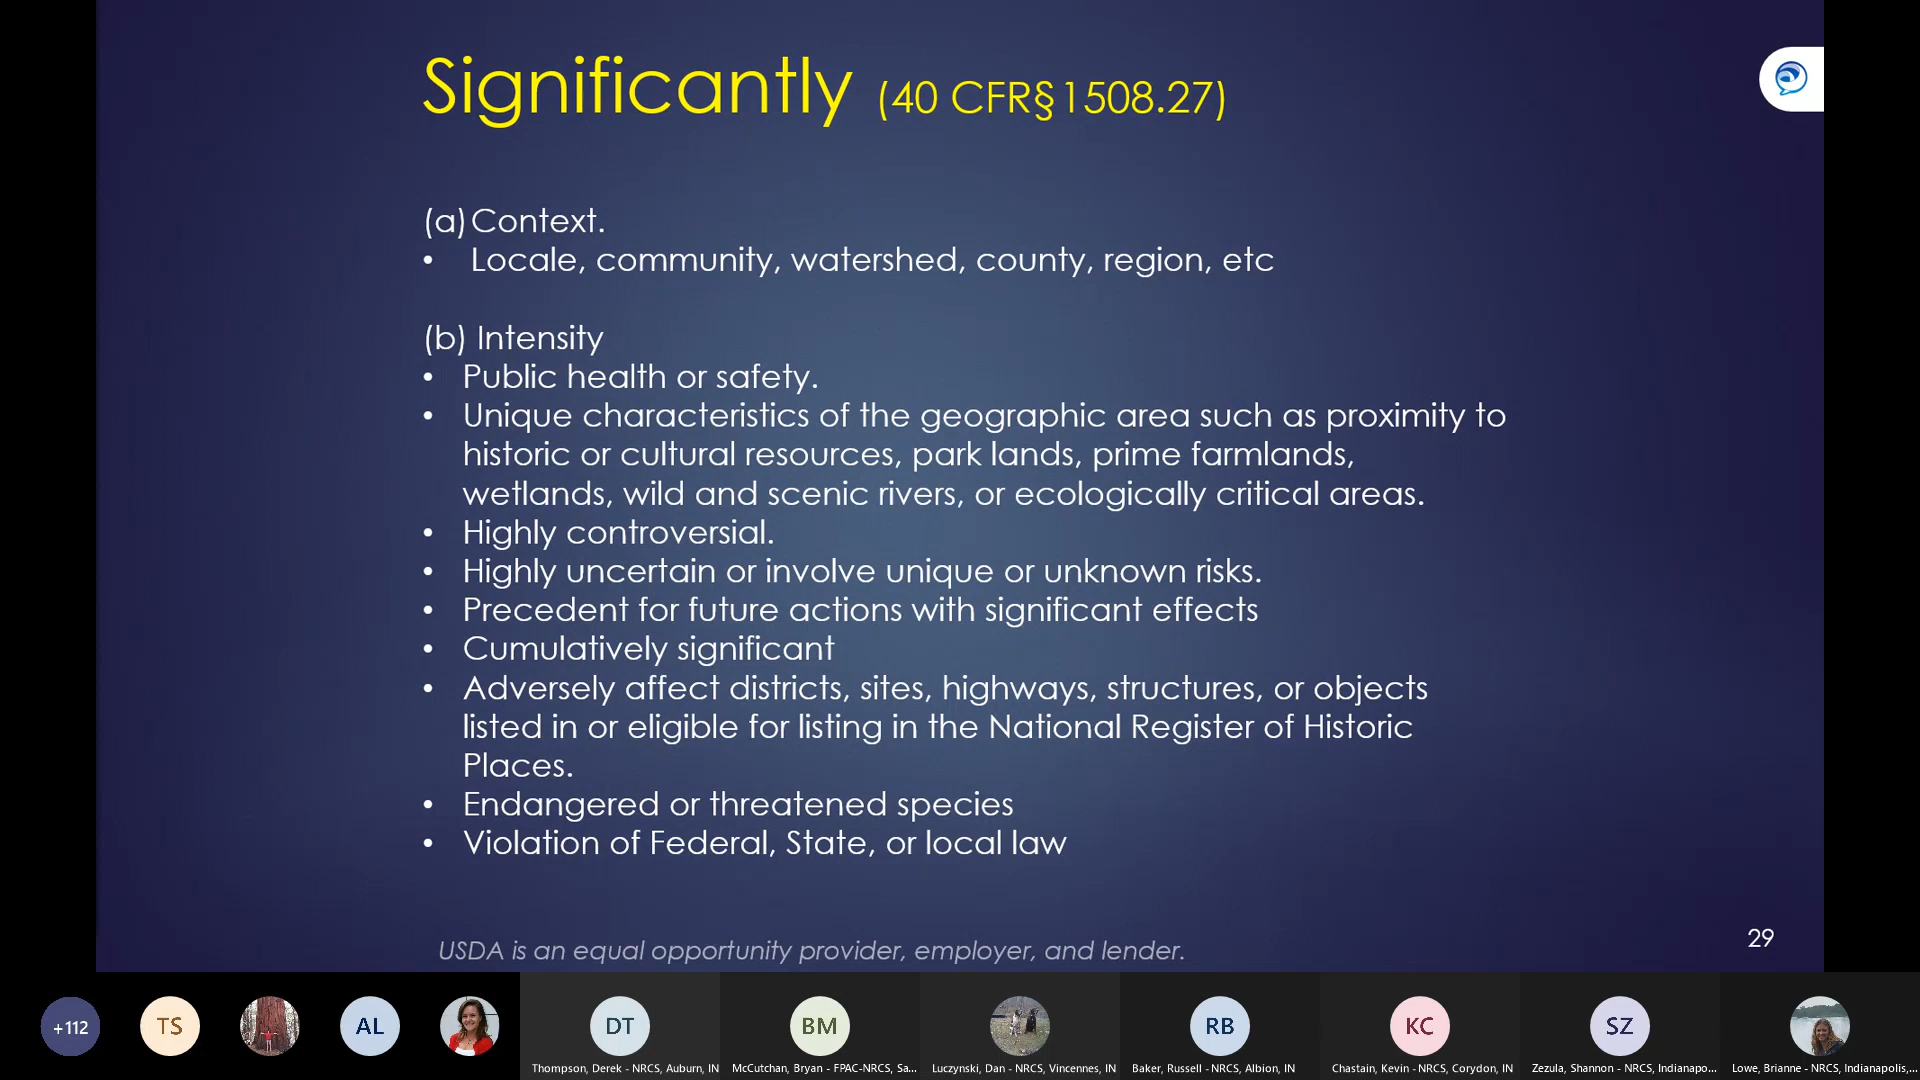 Significantly (40 CFR§1508.27)
(a) Context.
• Locale, community, watershed, county, region, etc
(b) Intensity
• Public health or safety.
• Unique characteristics of the geographic area such as proximity to
historic or cultural resources, park lands, prime farmlands,
wetlands, wild and scenic rivers, or ecologically critical areas.
• Highly controversial.
• Highly uncertain or involve unique or unknown risks.
• Precedent for future actions with significant effects
• Cumulatively significant
• Adversely affect districts, sites, highways, structures, or objects
listed in or eligible for listing in the National Register of Historic
Places.
• Endangered or threatened species
• Violation of Federal, State, or local law
USDA is an equal opportunity provider, employer, and lender.
29
+112 TS AL DT BM RB KC SZ
Thompson, Derek - NRCS, Auburn, IN McCutchan, Bryan - FPAC-NRCS, Sa... Luczynski, Dan - NRCS, Vincennes, IN Baker, Russell - NRCS, Albion, IN Chastain, Kevin - NRCS, Corydon, IN Zezula, Shannon - NRCS, Indianapo... Lowe, Brianne - NRCS, Indianapolis,...